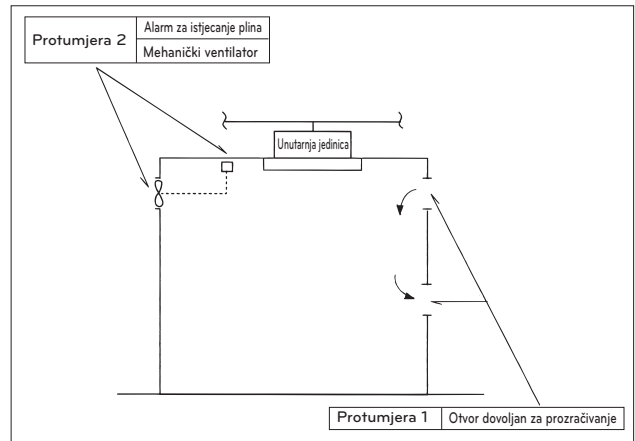 Protumjera 2
Alarm za istjecanje plina
Mehanički ventilator
Unutarnja jedinica
Protumjera 1
Otvor dovoljan za prozračivanje